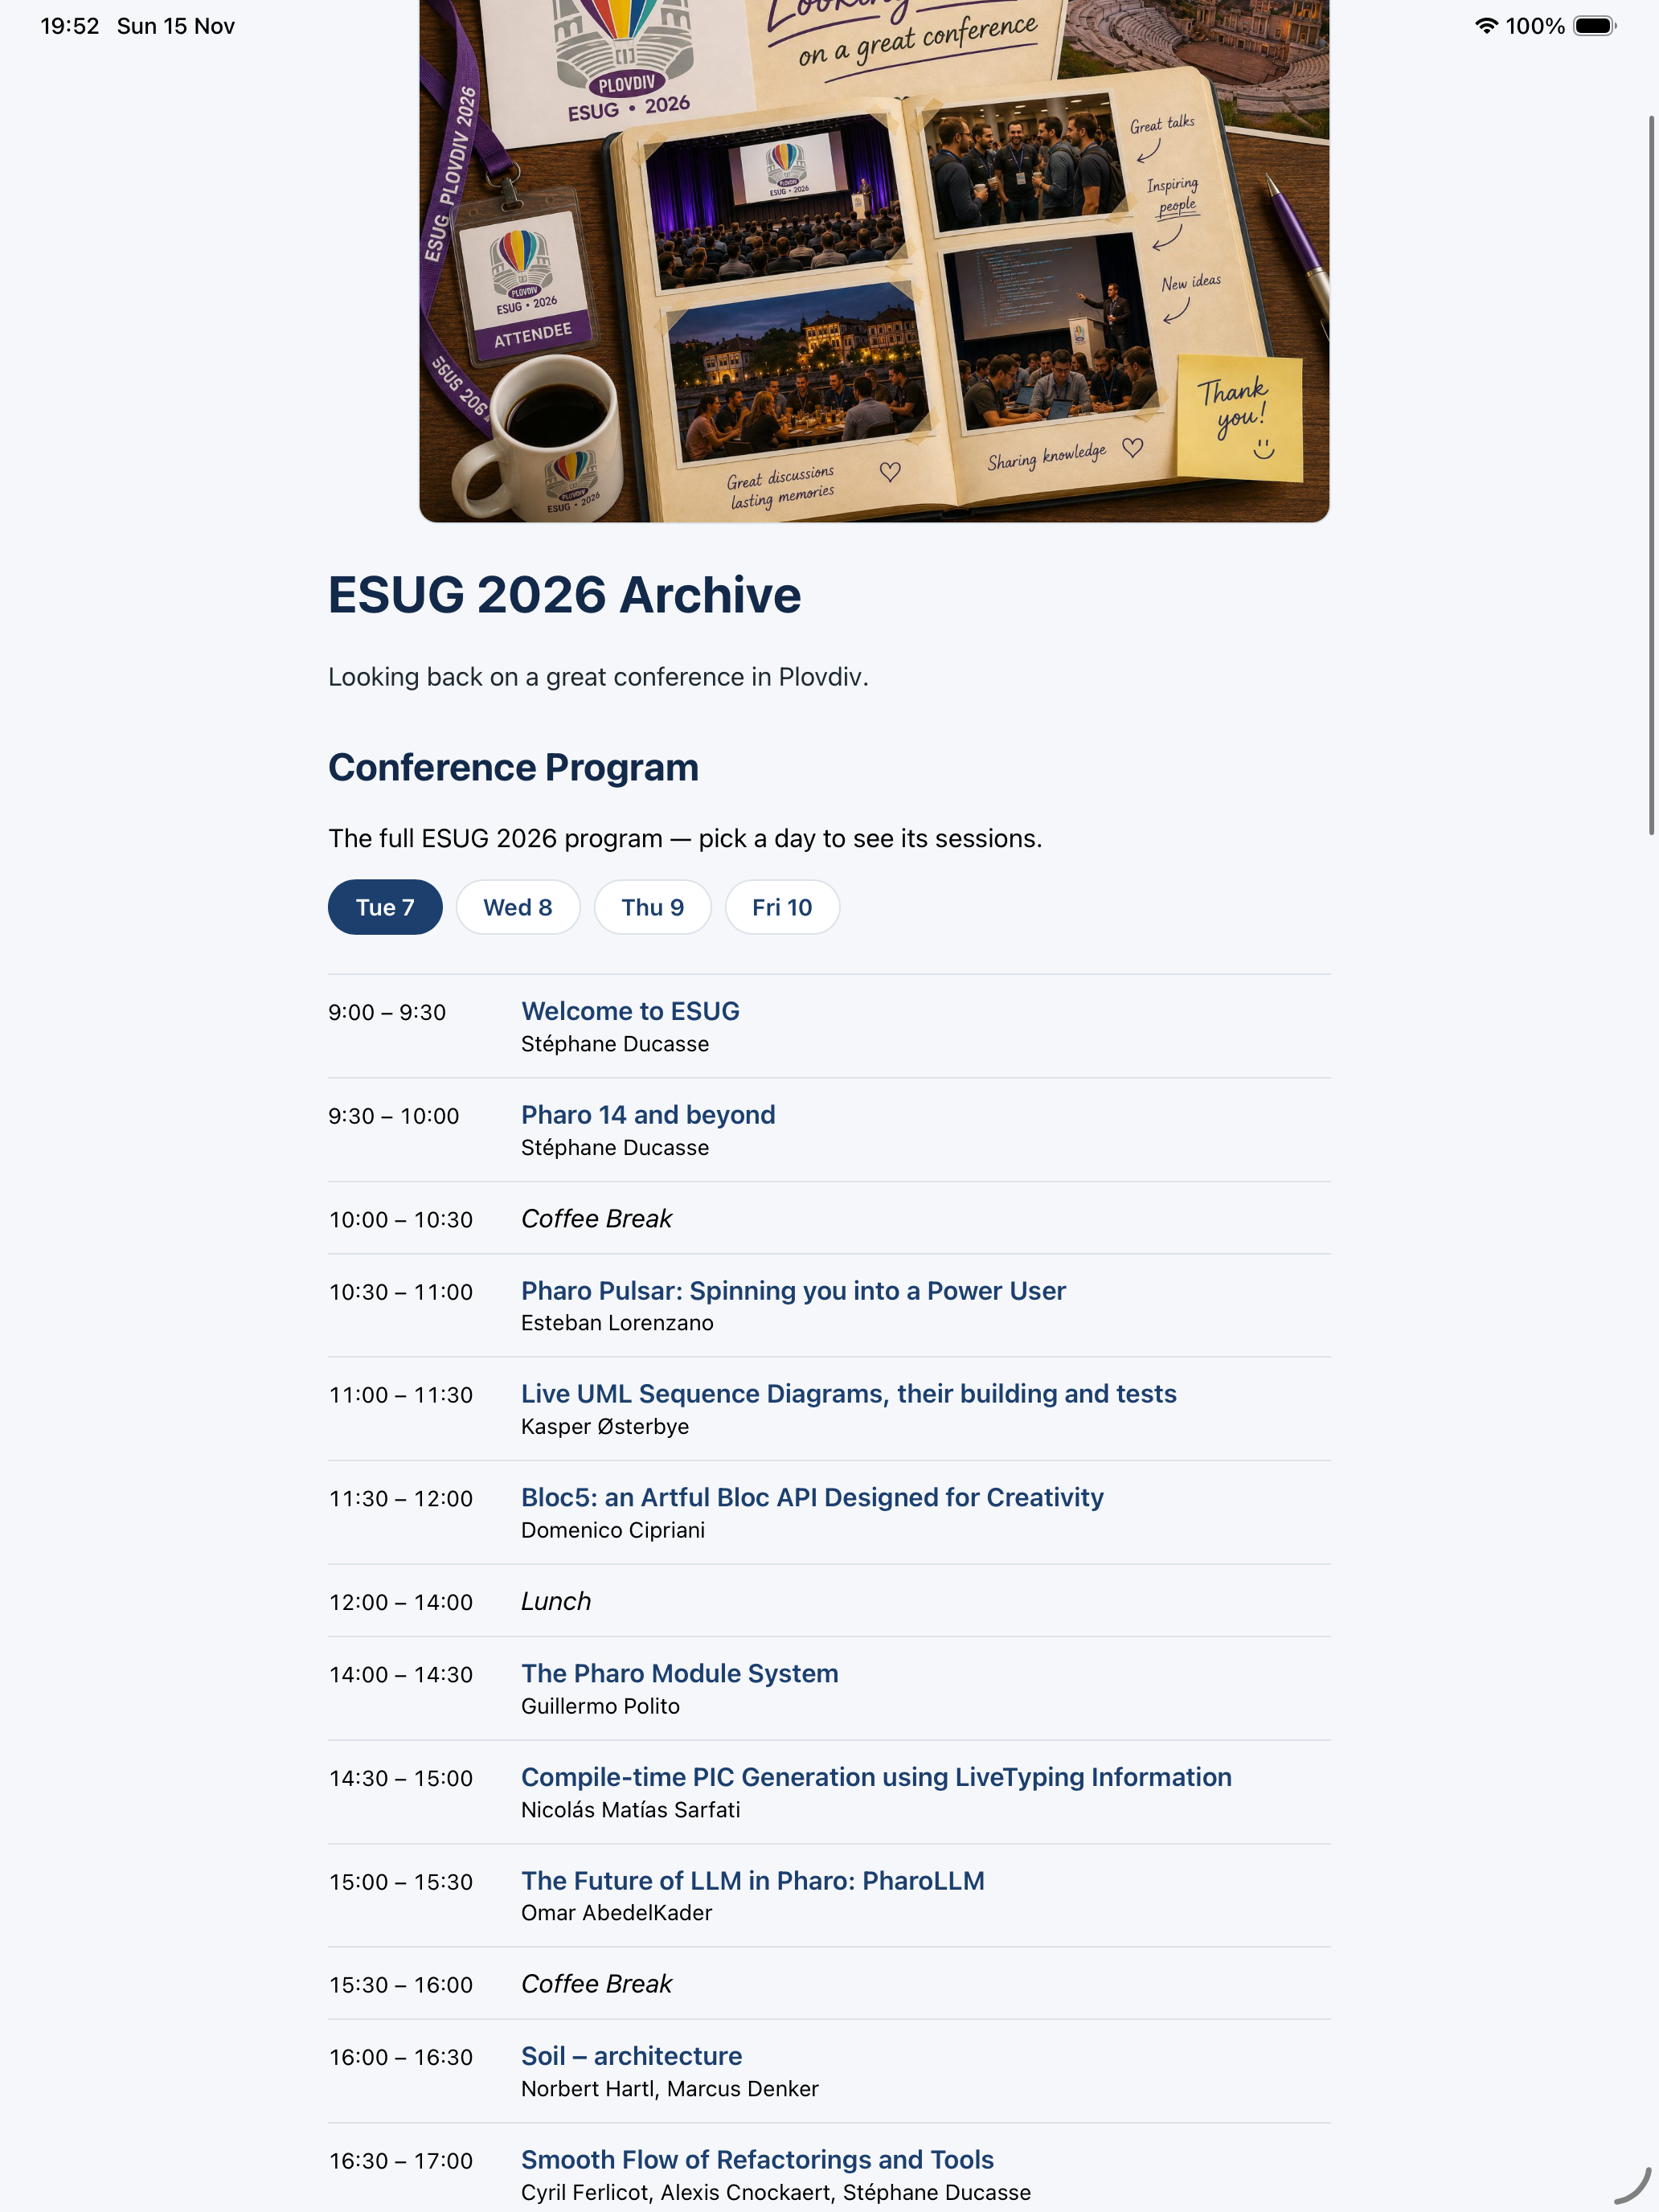 19:52 Sun 15 Nov
100%
on a great conference
PLOVDIV
ESUG • 2026
ESUG PLOVDIV 2026
Great talks
Inspiring
people
New ideas
PLOVDIV
ESUG • 2026
PLOVDIV
ESUG • 2026
ATTENDEE
Thank
you!
Great discussions
lasting memories
Sharing knowledge
PLOVDIV
ESUG • 2026
ESUG 2026 Archive
Looking back on a great conference in Plovdiv.
Conference Program
The full ESUG 2026 program — pick a day to see its sessions.
Tue 7 Wed 8 Thu 9 Fri 10
9:00 – 9:30 Welcome to ESUG
Stéphane Ducasse
9:30 – 10:00 Pharo 14 and beyond
Stéphane Ducasse
10:00 – 10:30 Coffee Break
10:30 – 11:00 Pharo Pulsar: Spinning you into a Power User
Esteban Lorenzano
11:00 – 11:30 Live UML Sequence Diagrams, their building and tests
Kasper Østerbye
11:30 – 12:00 Bloc5: an Artful Bloc API Designed for Creativity
Domenico Cipriani
12:00 – 14:00 Lunch
14:00 – 14:30 The Pharo Module System
Guillermo Polito
14:30 – 15:00 Compile-time PIC Generation using LiveTyping Information
Nicolás Matías Sarfati
15:00 – 15:30 The Future of LLM in Pharo: PharoLLM
Omar AbedelKader
15:30 – 16:00 Coffee Break
16:00 – 16:30 Soil – architecture
Norbert Hartl, Marcus Denker
16:30 – 17:00 Smooth Flow of Refactorings and Tools
Cyril Ferlicot, Alexis Cnockaert, Stéphane Ducasse